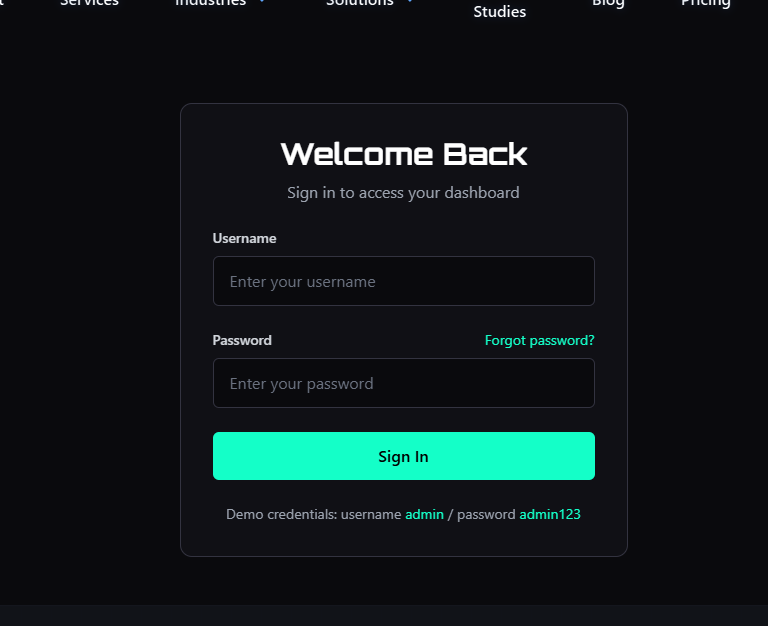 Services Industries Solutions Studies Blog Pricing
Welcome Back
Sign in to access your dashboard
Username
Enter your username
Password Forgot password?
Enter your password
Sign In
Demo credentials: username admin / password admin123